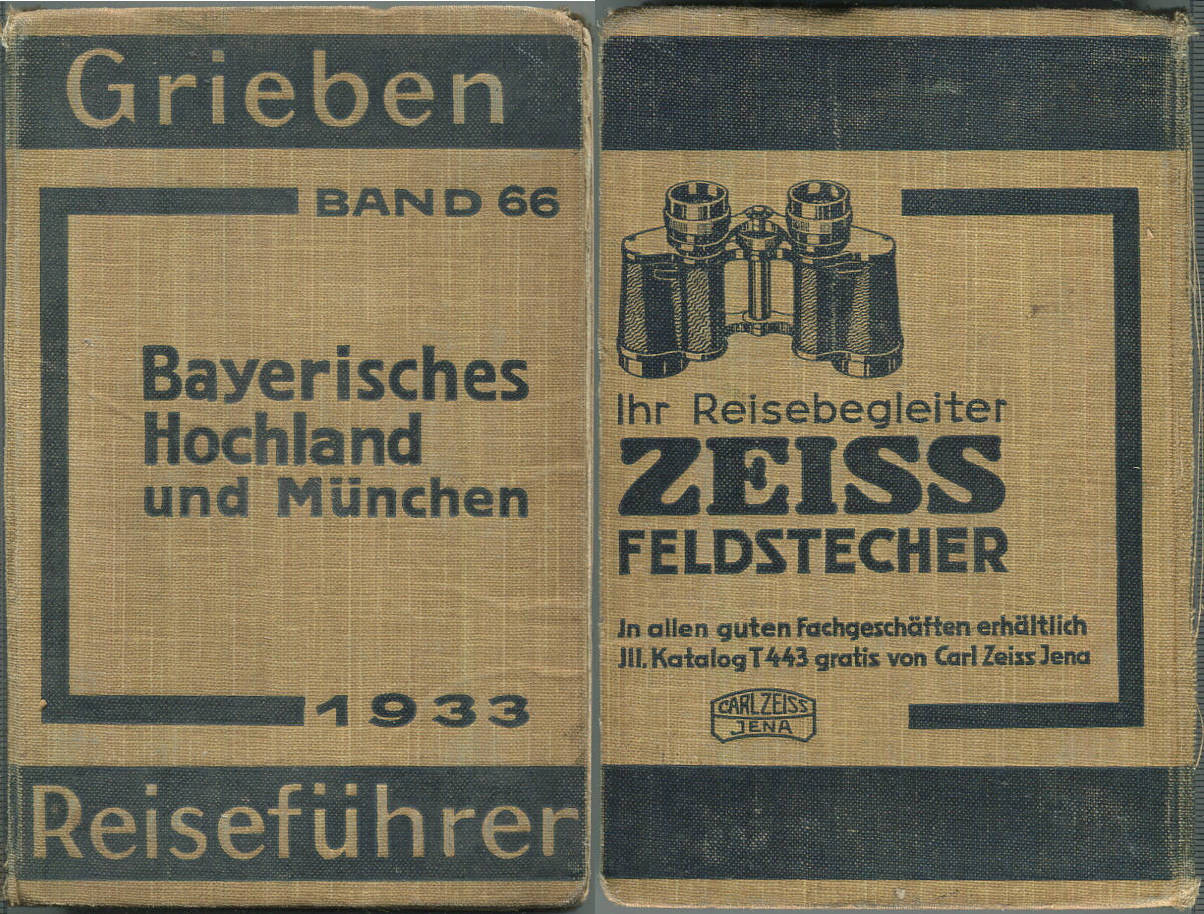 Grieben
BAND 66
Bayerisches
Hochland
und München
1933
Reiseführer
Ihr Reisebegleiter
ZEISS
FELDSTECHER
Jn allen guten Fachgeschäften erhältlich
Jll. Katalog T 443 gratis von Carl Zeiss Jena
CARL ZEISS
JENA